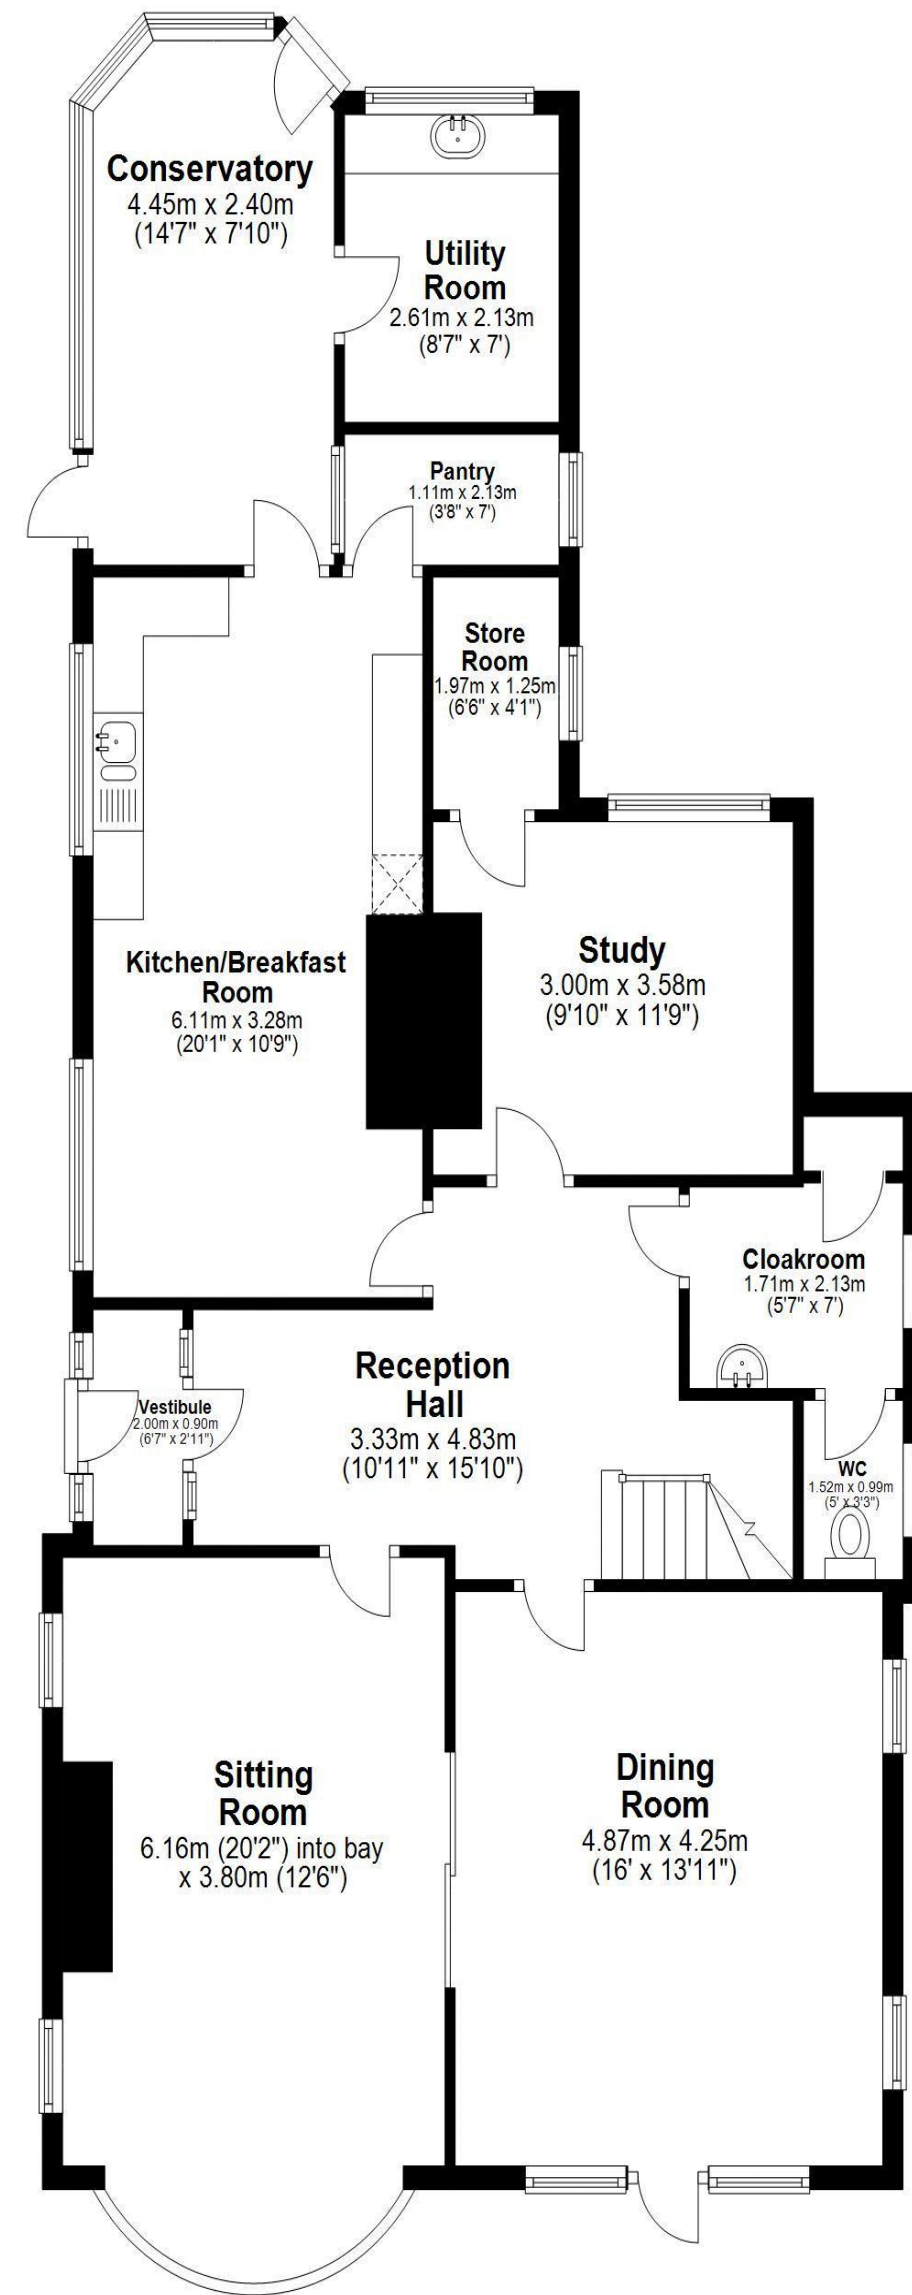 Conservatory
4.45m x 2.40m
(14'7" x 7'10")
Utility
Room
2.61m x 2.13m
(8'7" x 7')
Pantry
1.11m x 2.13m
(3'8" x 7')
Store
Room
1.97m x 1.25m
(6'6" x 4'1")
Kitchen/Breakfast
Room
6.11m x 3.28m
(20'1" x 10'9")
Study
3.00m x 3.58m
(9'10" x 11'9")
Cloakroom
1.71m x 2.13m
(5'7" x 7')
Reception
Hall
3.33m x 4.83m
(10'11" x 15'10")
Vestibule
2.00m x 0.90m
(6'7" x 2'11")
WC
1.52m x 0.99m
(5' x 3'3")
Sitting
Room
6.16m (20'2") into bay
x 3.80m (12'6")
Dining
Room
4.87m x 4.25m
(16' x 13'11")